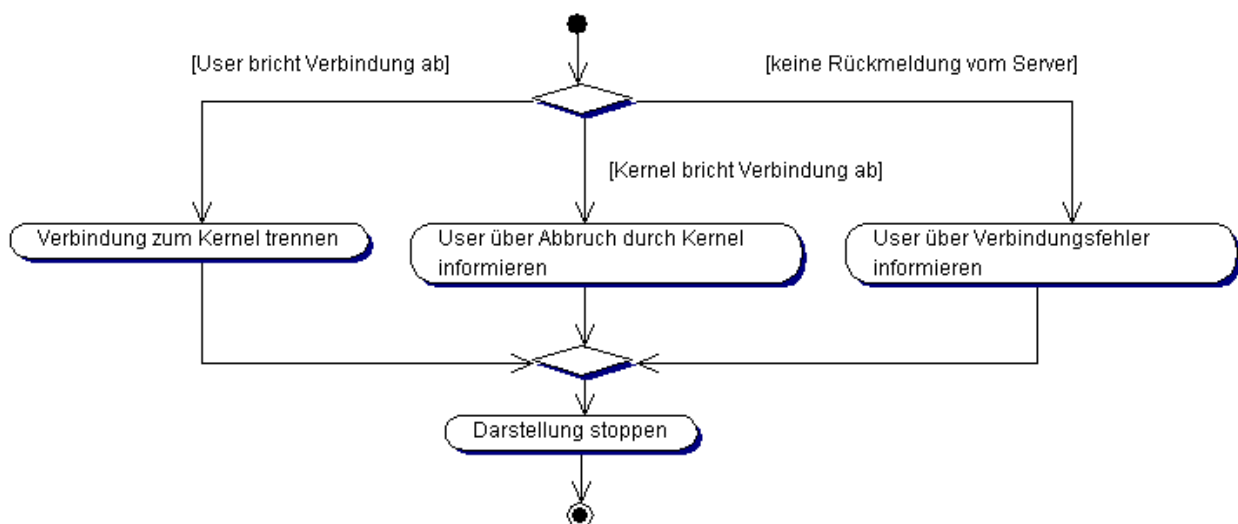 [User bricht Verbindung ab]
[keine Rückmeldung vom Server]
[Kernel bricht Verbindung ab]
Verbindung zum Kernel trennen
User über Abbruch durch Kernel
informieren
User über Verbindungsfehler
informieren
Darstellung stoppen